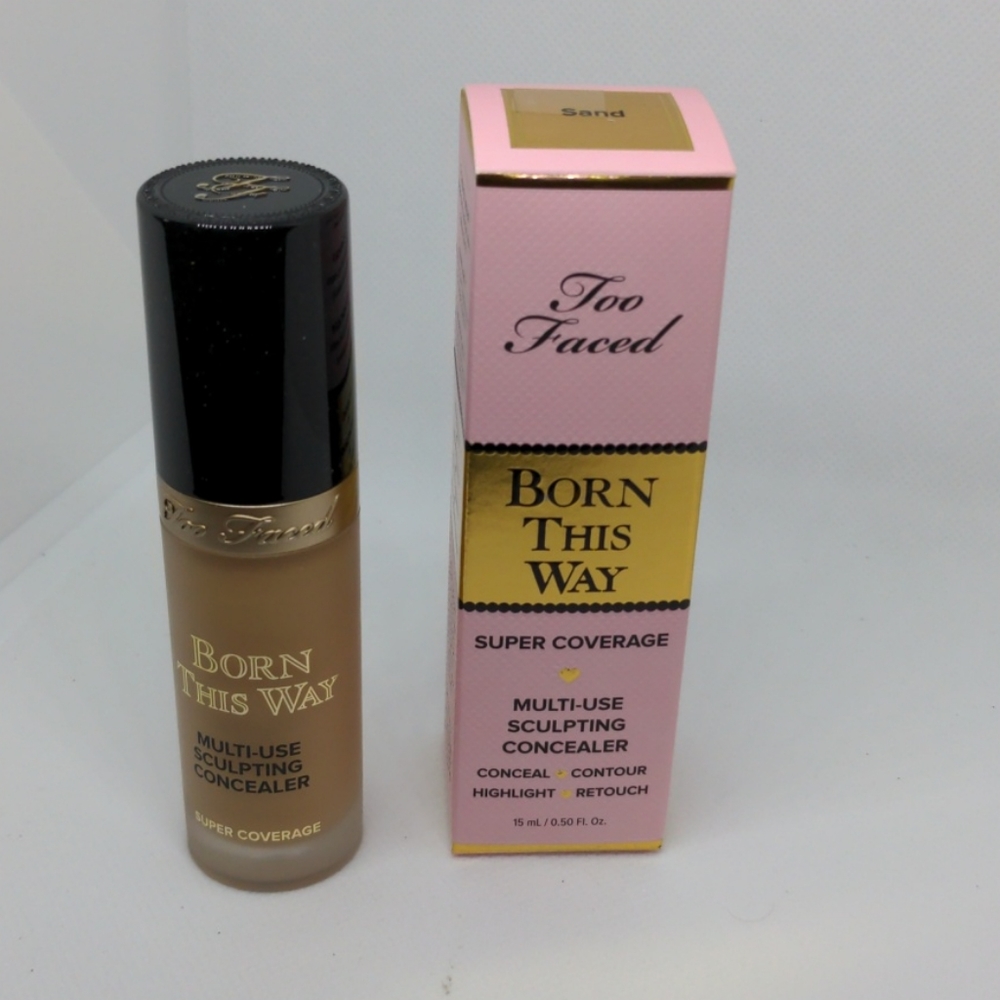 TF
Too Faced
BORN
THIS WAY
MULTI-USE
SCULPTING
CONCEALER
SUPER COVERAGE
Sand
Too
Faced
BORN
THIS
WAY
SUPER COVERAGE
MULTI-USE
SCULPTING
CONCEALER
CONCEAL CONTOUR
HIGHLIGHT RETOUCH
15 mL / 0.50 Fl. Oz.